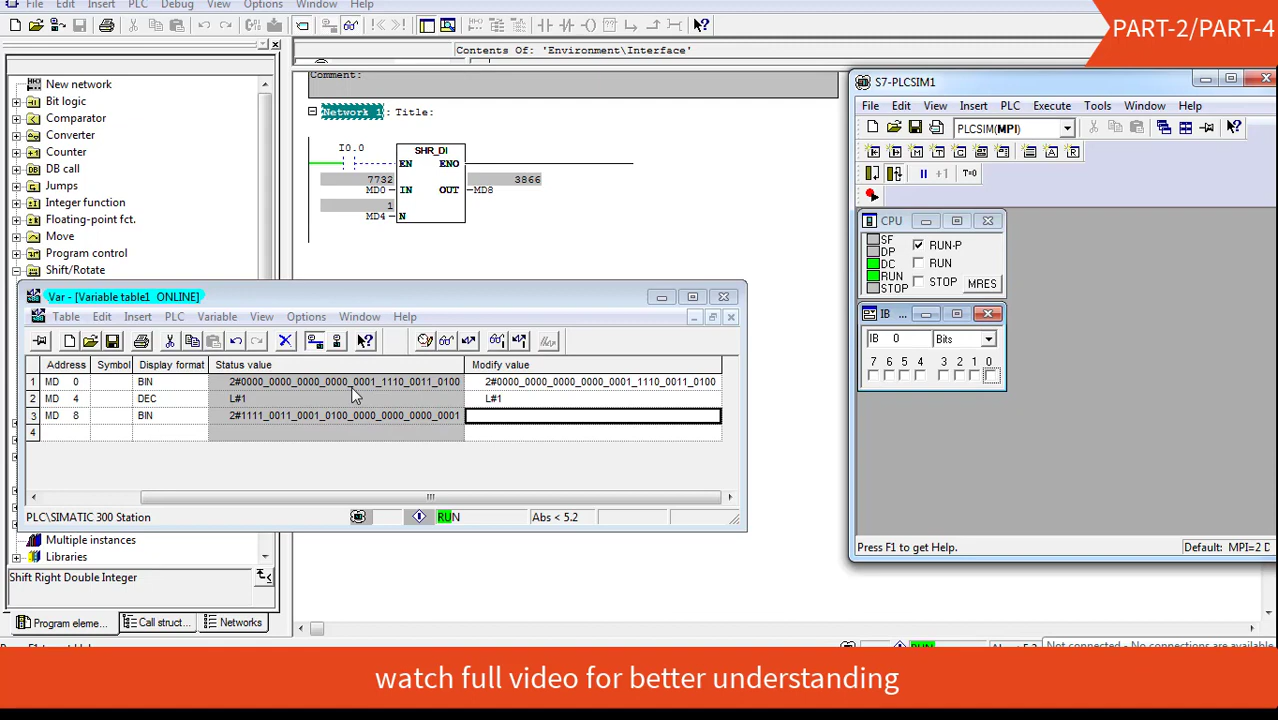 File Edit Insert PLC Debug View Options Window Help
PART-2/PART-4
Contents Of: 'Environment\Interface'
Comment:
Network 1: Title:
New network
Bit logic
Comparator
Converter
Counter
DB call
Jumps
Integer function
Floating-point fct.
Move
Program control
Shift/Rotate
Multiple instances
Libraries
Shift Right Double Integer
Program eleme... Call struct... Networks
I0.0
SHR_DI
EN ENO
7732 3866
MD0 IN OUT MD8
1
MD4 N
S7-PLCSIM1
File Edit View Insert PLC Execute Tools Window Help
PLCSIM(MPI)
+1 T=0
CPU
SF
DP
DC
RUN
STOP
RUN-P
RUN
STOP MRES
IB ...
IB 0 Bits
7 6 5 4 3 2 1 0
Press F1 to get Help. Default: MPI=2 D
Var - [Variable table1 ONLINE]
Table Edit Insert PLC Variable View Options Window Help
Address Symbol Display format Status value Modify value
1 MD 0 BIN 2#0000_0000_0000_0000_0001_1110_0011_0100 2#0000_0000_0000_0000_0001_1110_0011_0100
2 MD 4 DEC L#1 L#1
3 MD 8 BIN 2#1111_0011_0001_0100_0000_0000_0000_0001
4
PLC\SIMATIC 300 Station RUN Abs < 5.2
Not connected - No connections are available
watch full video for better understanding